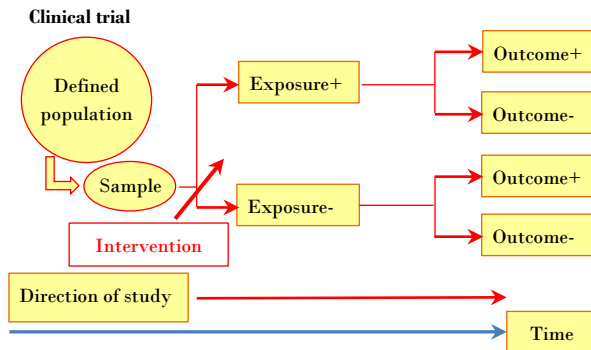 Clinical trial
Defined
population
Sample
Intervention
Exposure+
Exposure-
Outcome+
Outcome-
Outcome+
Outcome-
Direction of study
Time